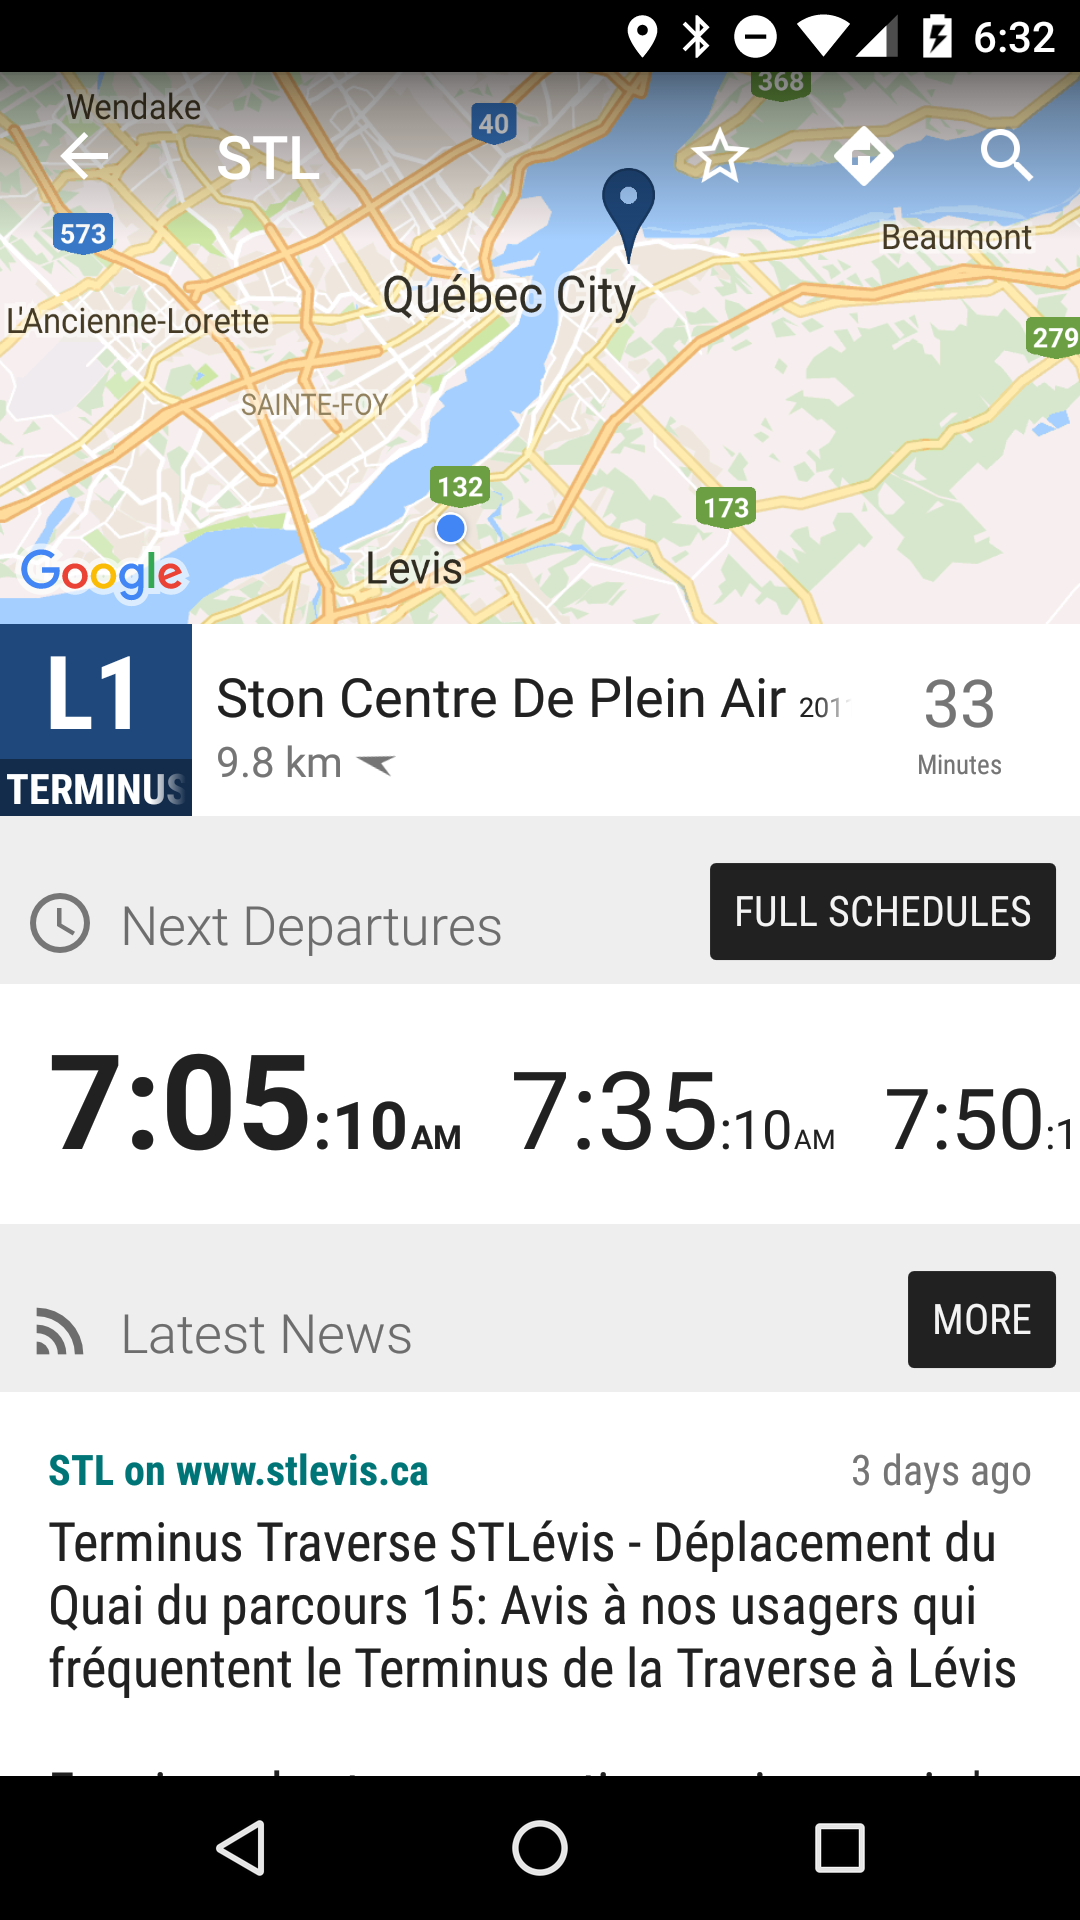 6:32
368
Wendake
40
STL
573
Beaumont
Québec City
L'Ancienne-Lorette
279
SAINTE-FOY
132
173
Levis
Google
L1
Ston Centre De Plein Air 201
33
9.8 km
Minutes
TERMINUS
Next Departures
FULL SCHEDULES
7:05:10AM 7:35:10AM 7:50:1
Latest News
MORE
STL on www.stlevis.ca
3 days ago
Terminus Traverse STLévis - Déplacement du
Quai du parcours 15: Avis à nos usagers qui
fréquentent le Terminus de la Traverse à Lévis